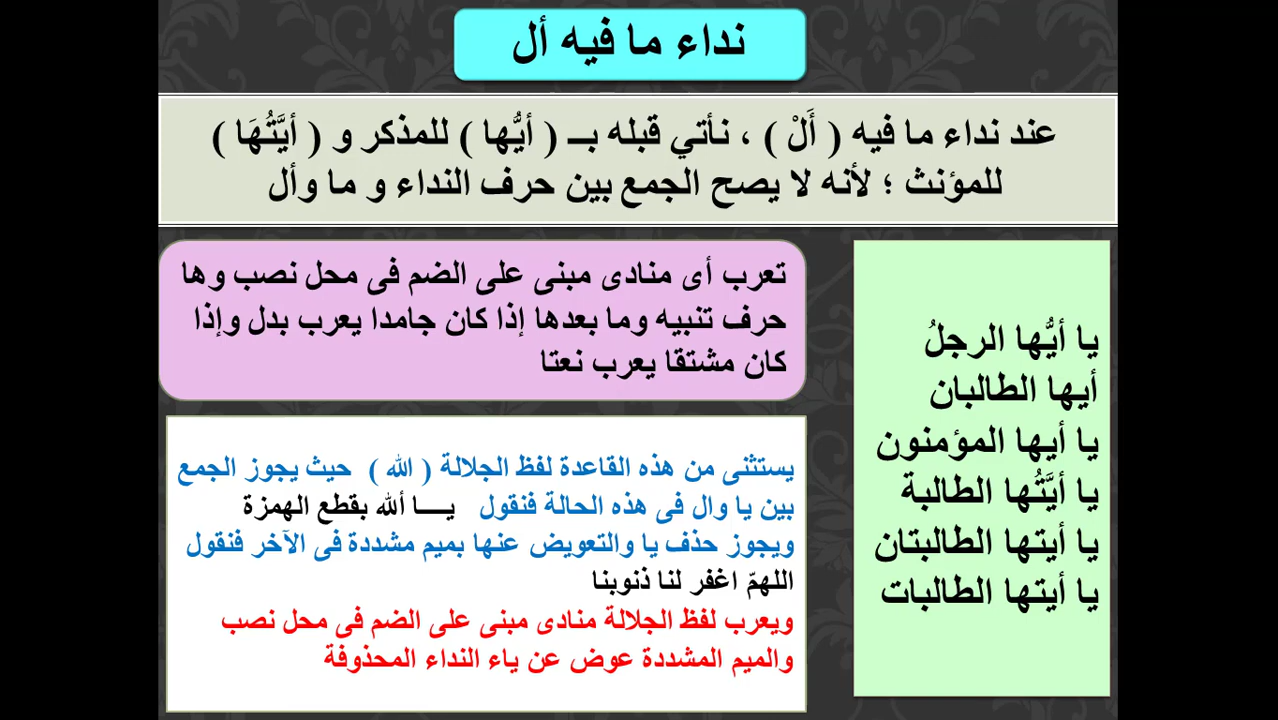 نداء ما فيه أل
عند نداء ما فيه ( أَلْ ) ، نأتي قبله بـــ ( أيُّها ) للمذكر و ( أيَّتُهَا )
للمؤنث ؛ لأنه لا يصح الجمع بين حرف النداء و ما وأل
تعرب أى منادى مبنى على الضم فى محل نصب وها
حرف تنبيه وما بعدها إذا كان جامدا يعرب بدل وإذا
كان مشتقا يعرب نعتا
يا أيُّها الرجلُ
أيها الطالبان
يا أيها المؤمنون
يا أيَّتُها الطالبة
يا أيتها الطالبتان
يا أيتها الطالبات
يستثنى من هذه القاعدة لفظ الجلالة ( الله ) حيث يجوز الجمع
بين يا وال فى هذه الحالة فنقول يـــــا ألله بقطع الهمزة
ويجوز حذف يا والتعويض عنها بميم مشددة فى الآخر فنقول
اللهمّ اغفر لنا ذنوبنا
ويعرب لفظ الجلالة منادى مبنى على الضم فى محل نصب
والميم المشددة عوض عن ياء النداء المحذوفة